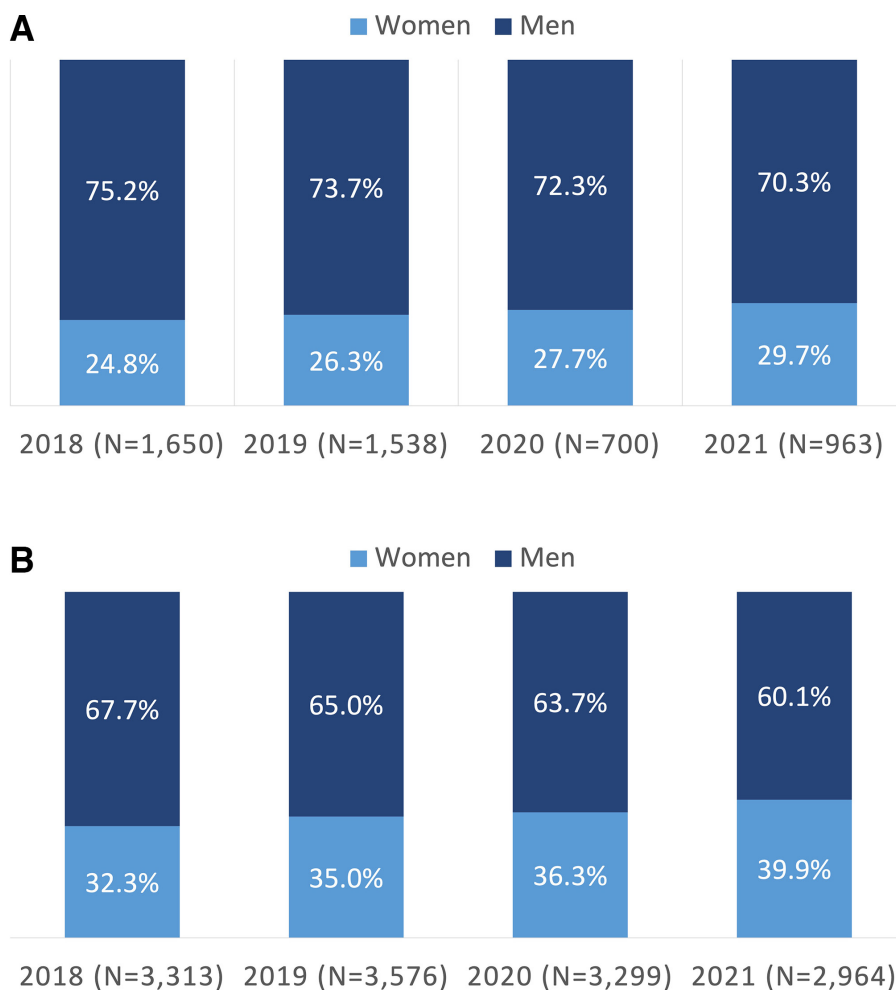 A
Women Men
75.2% 73.7% 72.3% 70.3%
24.8% 26.3% 27.7% 29.7%
2018 (N=1,650) 2019 (N=1,538) 2020 (N=700) 2021 (N=963)
B
Women Men
67.7% 65.0% 63.7% 60.1%
32.3% 35.0% 36.3% 39.9%
2018 (N=3,313) 2019 (N=3,576) 2020 (N=3,299) 2021 (N=2,964)